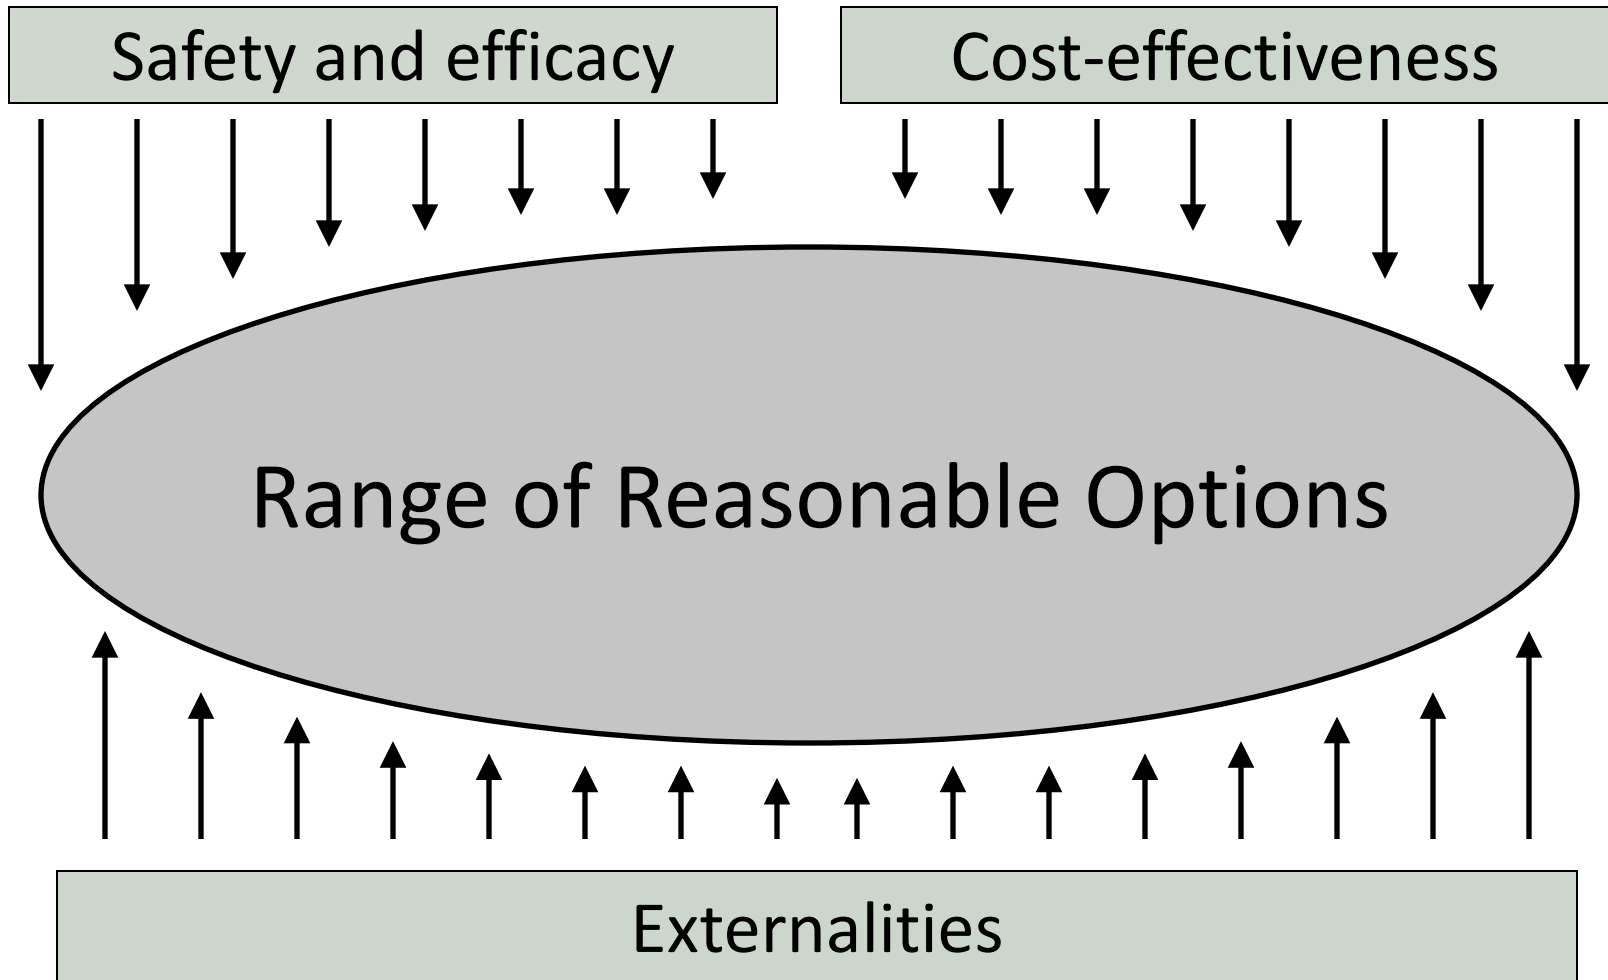 Safety and efficacy
Cost-effectiveness
Range of Reasonable Options
Externalities